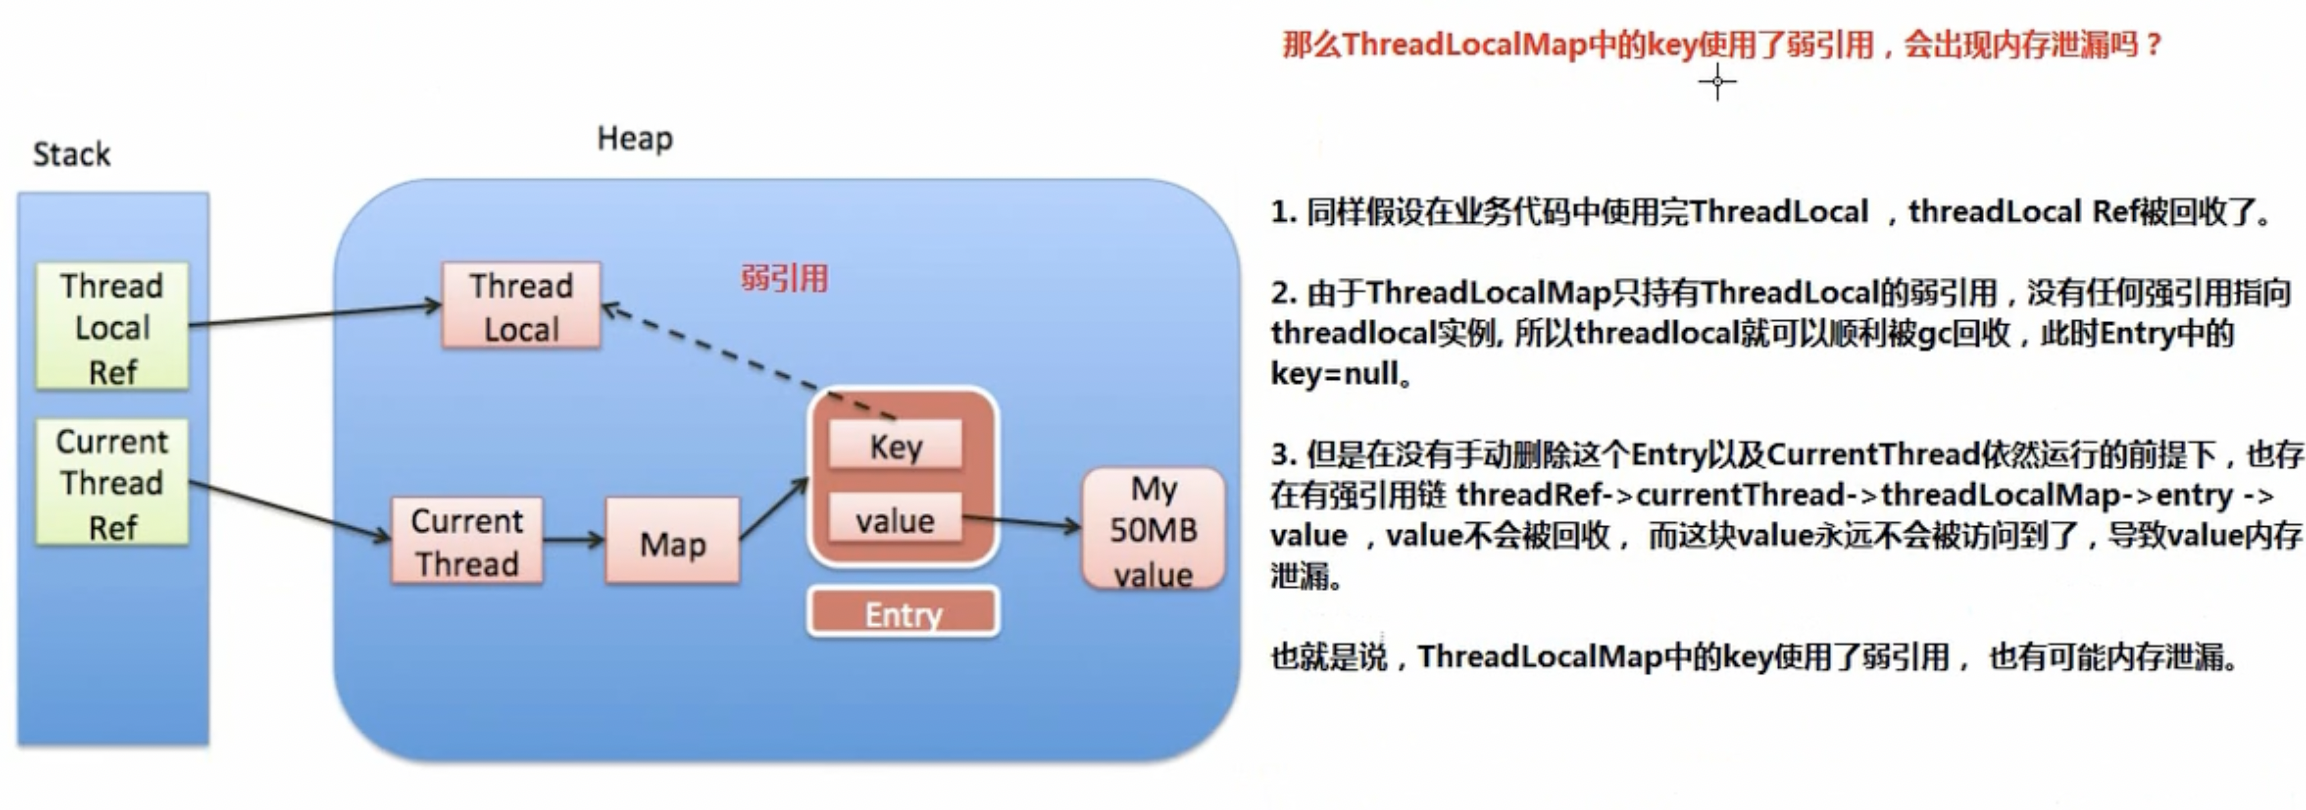 那么ThreadLocalMap中的key使用了弱引用，会出现内存泄漏吗？
Stack
Heap
Thread
Local
Ref
Current
Thread
Ref
Thread
Local
弱引用
Current
Thread
Map
Key
value
Entry
My
50MB
value
1. 同样假设在业务代码中使用完ThreadLocal ，threadLocal Ref被回收了。
2. 由于ThreadLocalMap只持有ThreadLocal的弱引用，没有任何强引用指向
threadlocal实例, 所以threadlocal就可以顺利被gc回收，此时Entry中的
key=null。
3. 但是在没有手动删除这个Entry以及CurrentThread依然运行的前提下，也存
在有强引用链 threadRef->currentThread->threadLocalMap->entry ->
value ，value不会被回收， 而这块value永远不会被访问到了，导致value内存
泄漏。
也就是说，ThreadLocalMap中的key使用了弱引用， 也有可能内存泄漏。